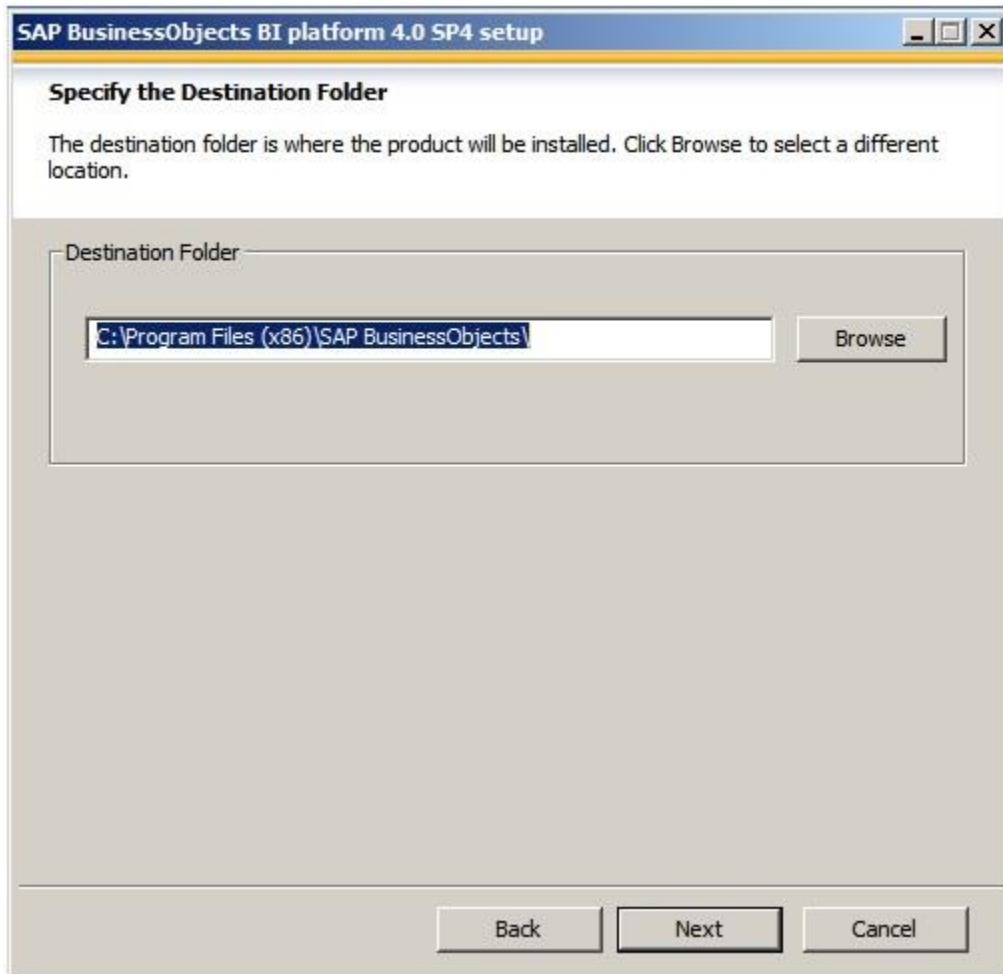 SAP BusinessObjects BI platform 4.0 SP4 setup
Specify the Destination Folder
The destination folder is where the product will be installed. Click Browse to select a different
location.
Destination Folder
C:\Program Files (x86)\SAP BusinessObjects\
Browse
Back
Next
Cancel